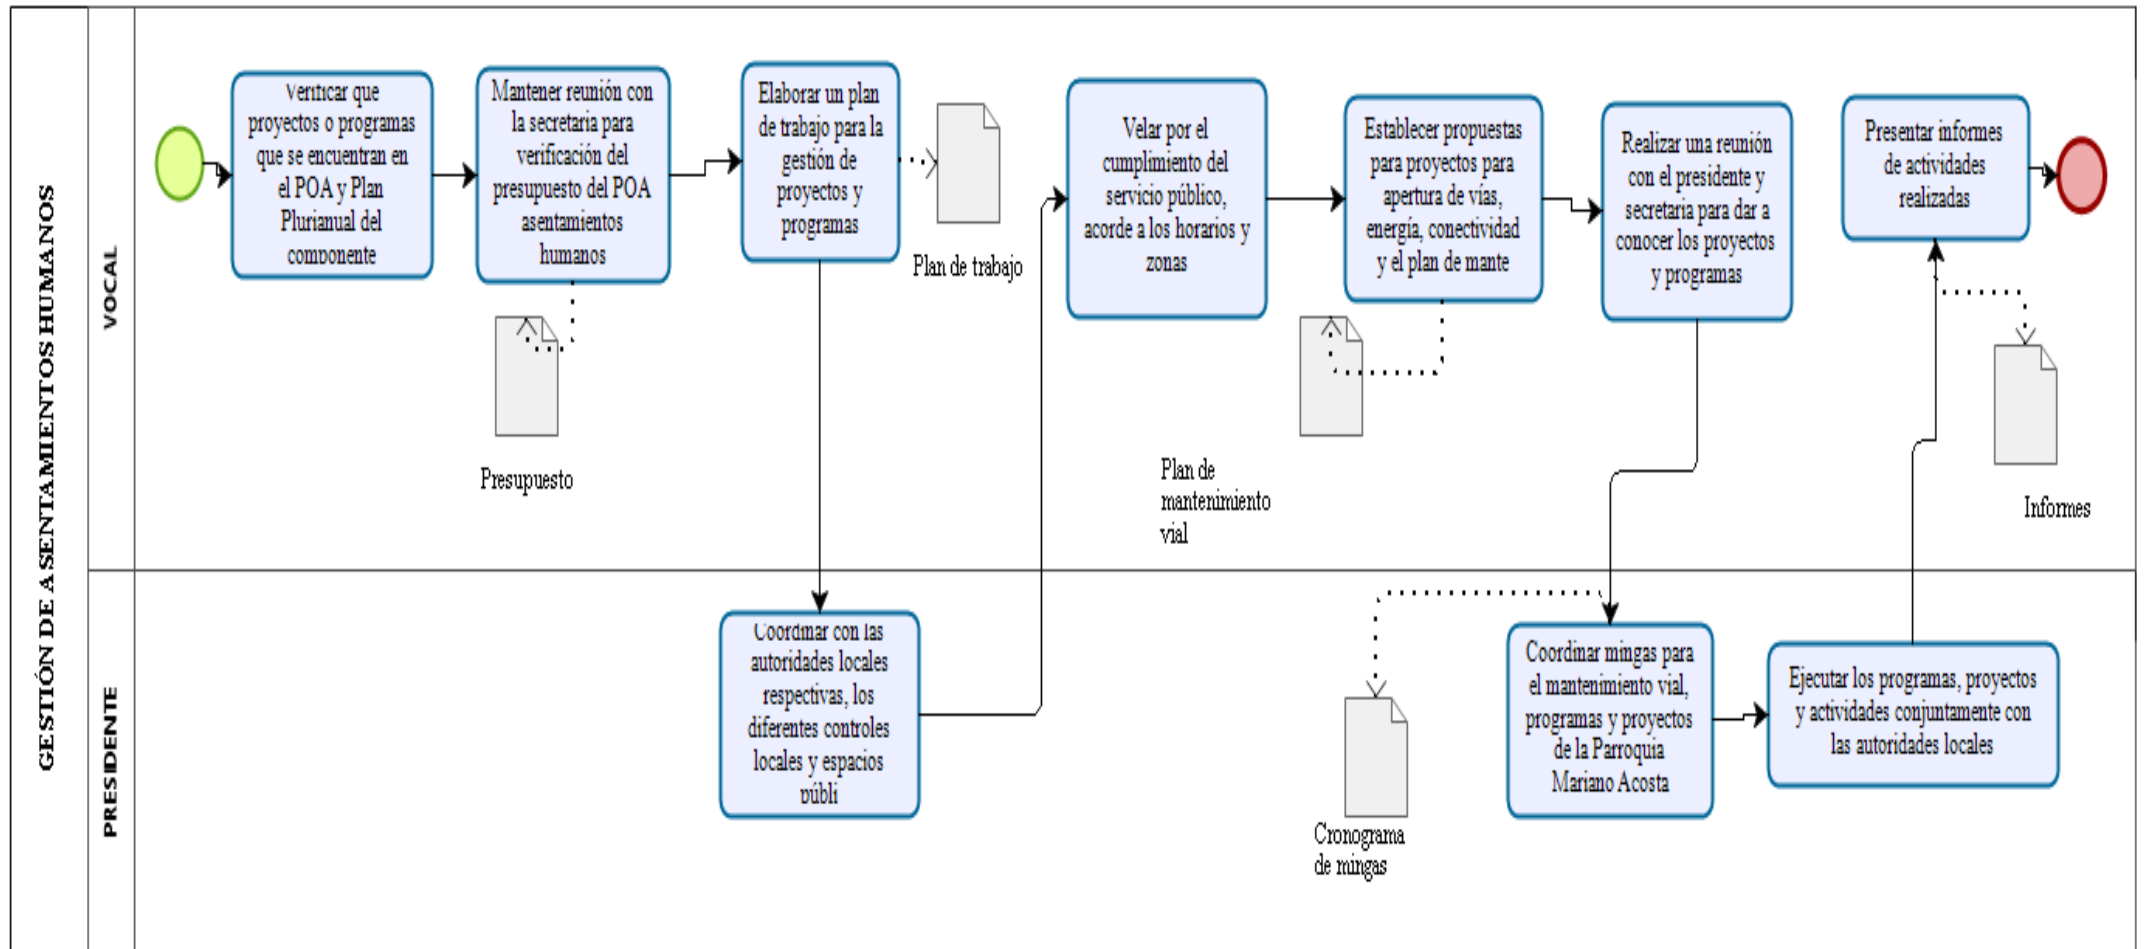 GESTIÓN DE ASENTAMIENTOS HUMANOS
VOCAL
Verificar que
proyectos o programas
que se encuentran en
el POA y Plan
Plurianual del
componente
Mantener reunión con
la secretaria para
verificación del
presupuesto del POA
asentamientos
humanos
Presupuesto
Elaborar un plan
de trabajo para la
gestión de
proyectos y
programas
Plan de trabajo
Velar por el
cumplimiento del
servicio público,
acorde a los horarios y
zonas
Establecer propuestas
para proyectos para
apertura de vías,
energía, conectividad
y el plan de mante
Plan de
mantenimiento
vial
Realizar una reunión
con el presidente y
secretaria para dar a
conocer los proyectos
y programas
Presentar informes
de actividades
realizadas
Informes
PRESIDENTE
Coordinar con las
autoridades locales
respectivas, los
diferentes controles
locales y espacios
públi
Cronograma
de mingas
Coordinar mingas para
el mantenimiento vial,
programas y proyectos
de la Parroquia
Mariano Acosta
Ejecutar los programas, proyectos
y actividades conjuntamente con
las autoridades locales